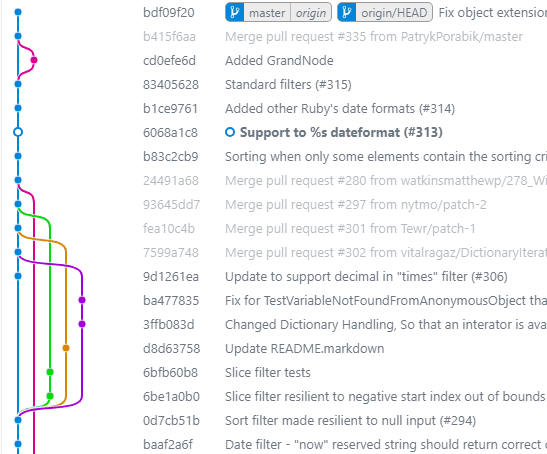 bdf09f20 master origin origin/HEAD Fix object extension
b415f6aa Merge pull request #335 from PatrykPorabik/master
cd0efe6d Added GrandNode
83405628 Standard filters (#315)
b1ce9761 Added other Ruby's date formats (#314)
6068a1c8 Support to %s dateformat (#313)
b83c2cb9 Sorting when only some elements contain the sorting cri
24491a68 Merge pull request #280 from watkinsmatthewp/278_Wi
93645dd7 Merge pull request #297 from nytmo/patch-2
fea10c4b Merge pull request #301 from Tewr/patch-1
7599a748 Merge pull request #302 from vitalragaz/DictionaryIterat
9d1261ea Update to support decimal in "times" filter (#306)
ba477835 Fix for TestVariableNotFoundFromAnonymousObject tha
3ffb083d Changed Dictionary Handling, So that an interator is ava
d8d63758 Update README.markdown
6bfb60b8 Slice filter tests
6be1a0b0 Slice filter resilient to negative start index out of bounds
0d7cb51b Sort filter made resilient to null input (#294)
baaf2a6f Date filter - "now" reserved string should return correct